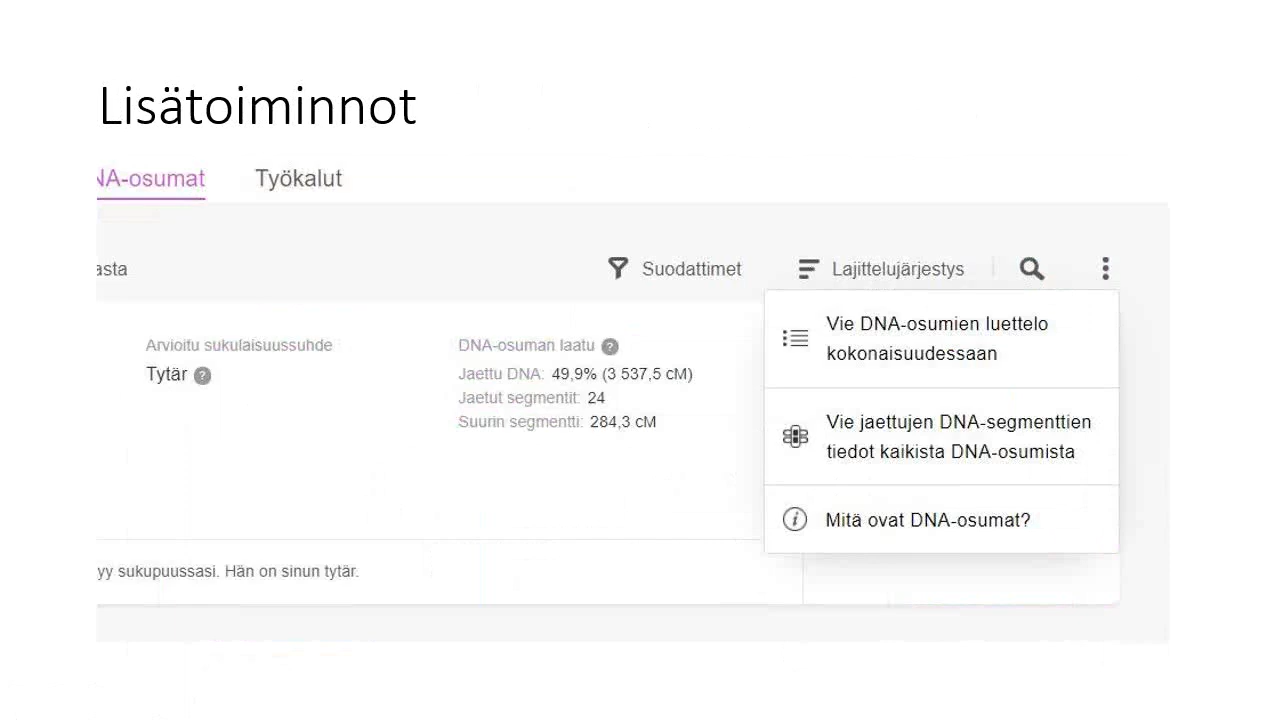 Lisätoiminnot
NA-osumat Työkalut
asta Suodattimet Lajittelujärjestys
Vie DNA-osumien luettelo
kokonaisuudessaan
Arvioitu sukulaisuussuhde
Tytär ?
DNA-osuman laatu ?
Jaettu DNA: 49,9% (3 537,5 cM)
Jaetut segmentit: 24
Suurin segmentti: 284,3 cM
Vie jaettujen DNA-segmenttien
tiedot kaikista DNA-osumista
Mitä ovat DNA-osumat?
yy sukupuussasi. Hän on sinun tytär.